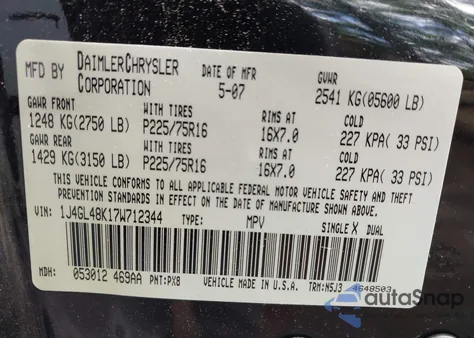 MFD BY DAIMLERCHRYSLER CORPORATION DATE OF MFR 5-07 GVWR 2541 KG(05600 LB)
GAWR FRONT WITH TIRES RIMS AT COLD
1248 KG(2750 LB) P225/75R16 16X7.0 227 KPA( 33 PSI)
GAWR REAR WITH TIRES RIMS AT COLD
1429 KG(3150 LB) P225/75R16 16X7.0 227 KPA( 33 PSI)
THIS VEHICLE CONFORMS TO ALL APPLICABLE FEDERAL MOTOR VEHICLE SAFETY AND
THEFT PREVENTION STANDARDS IN EFFECT ON THE DATE OF MANUFACTURE SHOWN ABOVE.
VIN: 1J4GL48K17W712344 TYPE: MPV SINGLE X DUAL
MDH: 053012 469AA PNT:PX8 VEHICLE MADE IN U.S.A. TRM:N5J3 4648503
autoSnap